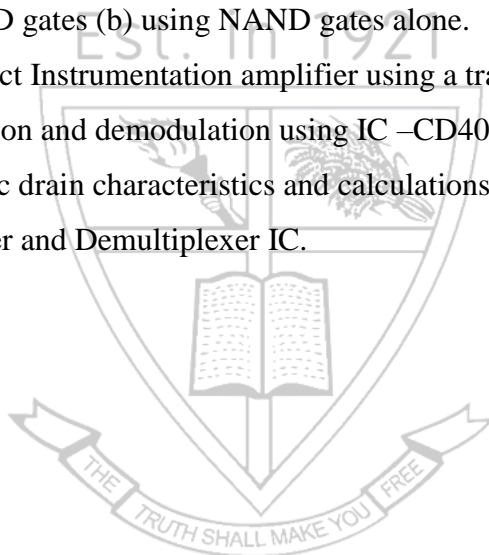 D gates (b) using NAND gates alone.
Est. in 1921
ct Instrumentation amplifier using a tra
on and demodulation using IC –CD40
c drain characteristics and calculations
er and Demultiplexer IC.
THE TRUTH SHALL MAKE YOU FREE